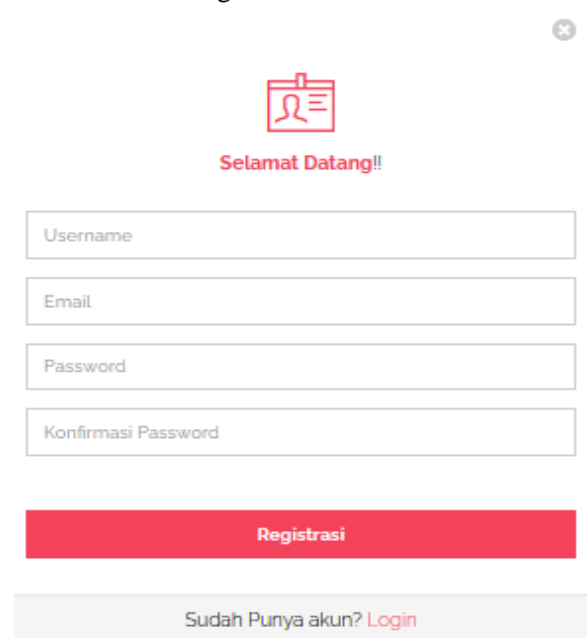 Selamat Datang!!
Username
Email
Password
Konfirmasi Password
Registrasi
Sudah Punya akun? Login